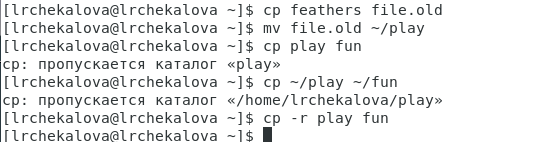 [lrchekalova@lrchekalova ~]$ cp feathers file.old
[lrchekalova@lrchekalova ~]$ mv file.old ~/play
[lrchekalova@lrchekalova ~]$ cp play fun
cp: пропускается каталог «play»
[lrchekalova@lrchekalova ~]$ cp ~/play ~/fun
cp: пропускается каталог «/home/lrchekalova/play»
[lrchekalova@lrchekalova ~]$ cp -r play fun
[lrchekalova@lrchekalova ~]$